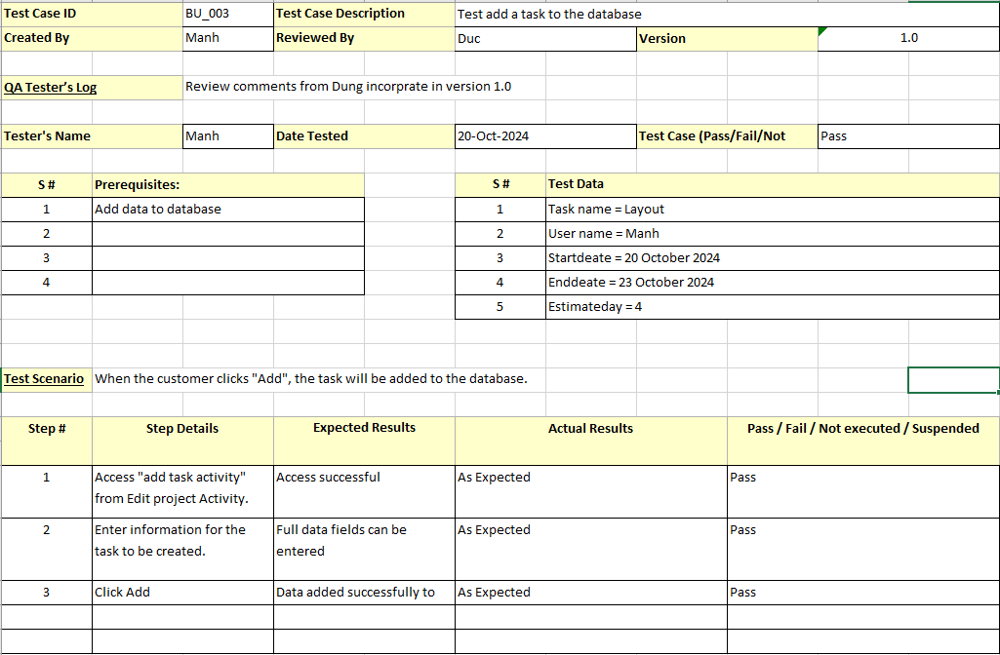 Test Case ID BU_003 Test Case Description Test add a task to the database
Created By Manh Reviewed By Duc Version 1.0
QA Tester's Log Review comments from Dung incorprate in version 1.0
Tester's Name Manh Date Tested 20-Oct-2024 Test Case (Pass/Fail/Not Pass
S # Prerequisites: S # Test Data
1 Add data to database 1 Task name = Layout
2 2 User name = Manh
3 3 Startdeate = 20 October 2024
4 4 Enddeate = 23 October 2024
5 Estimateday = 4
Test Scenario When the customer clicks "Add", the task will be added to the database.
Step # Step Details Expected Results Actual Results Pass / Fail / Not executed / Suspended
1 Access "add task activity" Access successful As Expected Pass
from Edit project Activity.
2 Enter information for the Full data fields can be As Expected Pass
task to be created. entered
3 Click Add Data added successfully to As Expected Pass